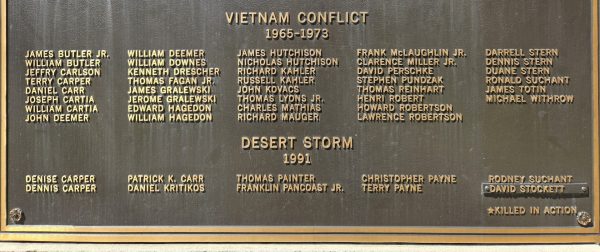 VIETNAM CONFLICT
1965-1973
JAMES BUTLER JR.
WILLIAM BUTLER
JEFFRY CARLSON
TERRY CARPER
DANIEL CARR
JOSEPH CARTIA
WILLIAM CARTIA
JOHN DEEMER
WILLIAM DEEMER
WILLIAM DOWNES
KENNETH DRESCHER
THOMAS FAGAN JR.
JAMES GRALEWSKI
JEROME GRALEWSKI
EDWARD HAGEDON
WILLIAM HAGEDON
JAMES HUTCHISON
NICHOLAS HUTCHISON
RICHARD KAHLER
RUSSELL KAHLER
JOHN KOVACS
THOMAS LYONS JR.
CHARLES MATHIAS
RICHARD MAUGER
FRANK McLAUGHLIN JR.
CLARENCE MILLER JR.
DAVID PERSCHKE
STEPHEN PUNDZAK
THOMAS REINHART
HENRI ROBERT
HOWARD ROBERTSON
LAWRENCE ROBERTSON
DARRELL STERN
DENNIS STERN
DUANE STERN
RONALD SUCHANT
JAMES TOTIN
MICHAEL WITHROW
DESERT STORM
1991
DENISE CARPER
DENNIS CARPER
PATRICK K. CARR
DANIEL KRITIKOS
THOMAS PAINTER
FRANKLIN PANCOAST JR.
CHRISTOPHER PAYNE
TERRY PAYNE
RODNEY SUCHANT
DAVID STOCKETT
★KILLED IN ACTION